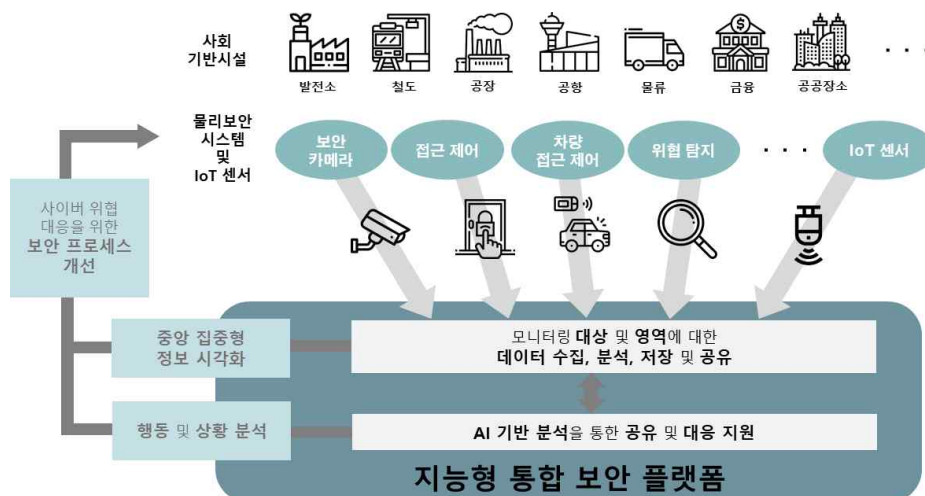 사회
기반시설
발전소
철도
공장
공항
물류
금융
공공장소
. . .
물리보안
시스템
및
IoT 센서
보안
카메라
접근 제어
차량
접근 제어
위협 탐지
. . .
IoT 센서
사이버 위협
대응을 위한
보안 프로세스
개선
중앙 집중형
정보 시각화
모니터링 대상 및 영역에 대한
데이터 수집, 분석, 저장 및 공유
행동 및 상황 분석
AI 기반 분석을 통한 공유 및 대응 지원
지능형 통합 보안 플랫폼